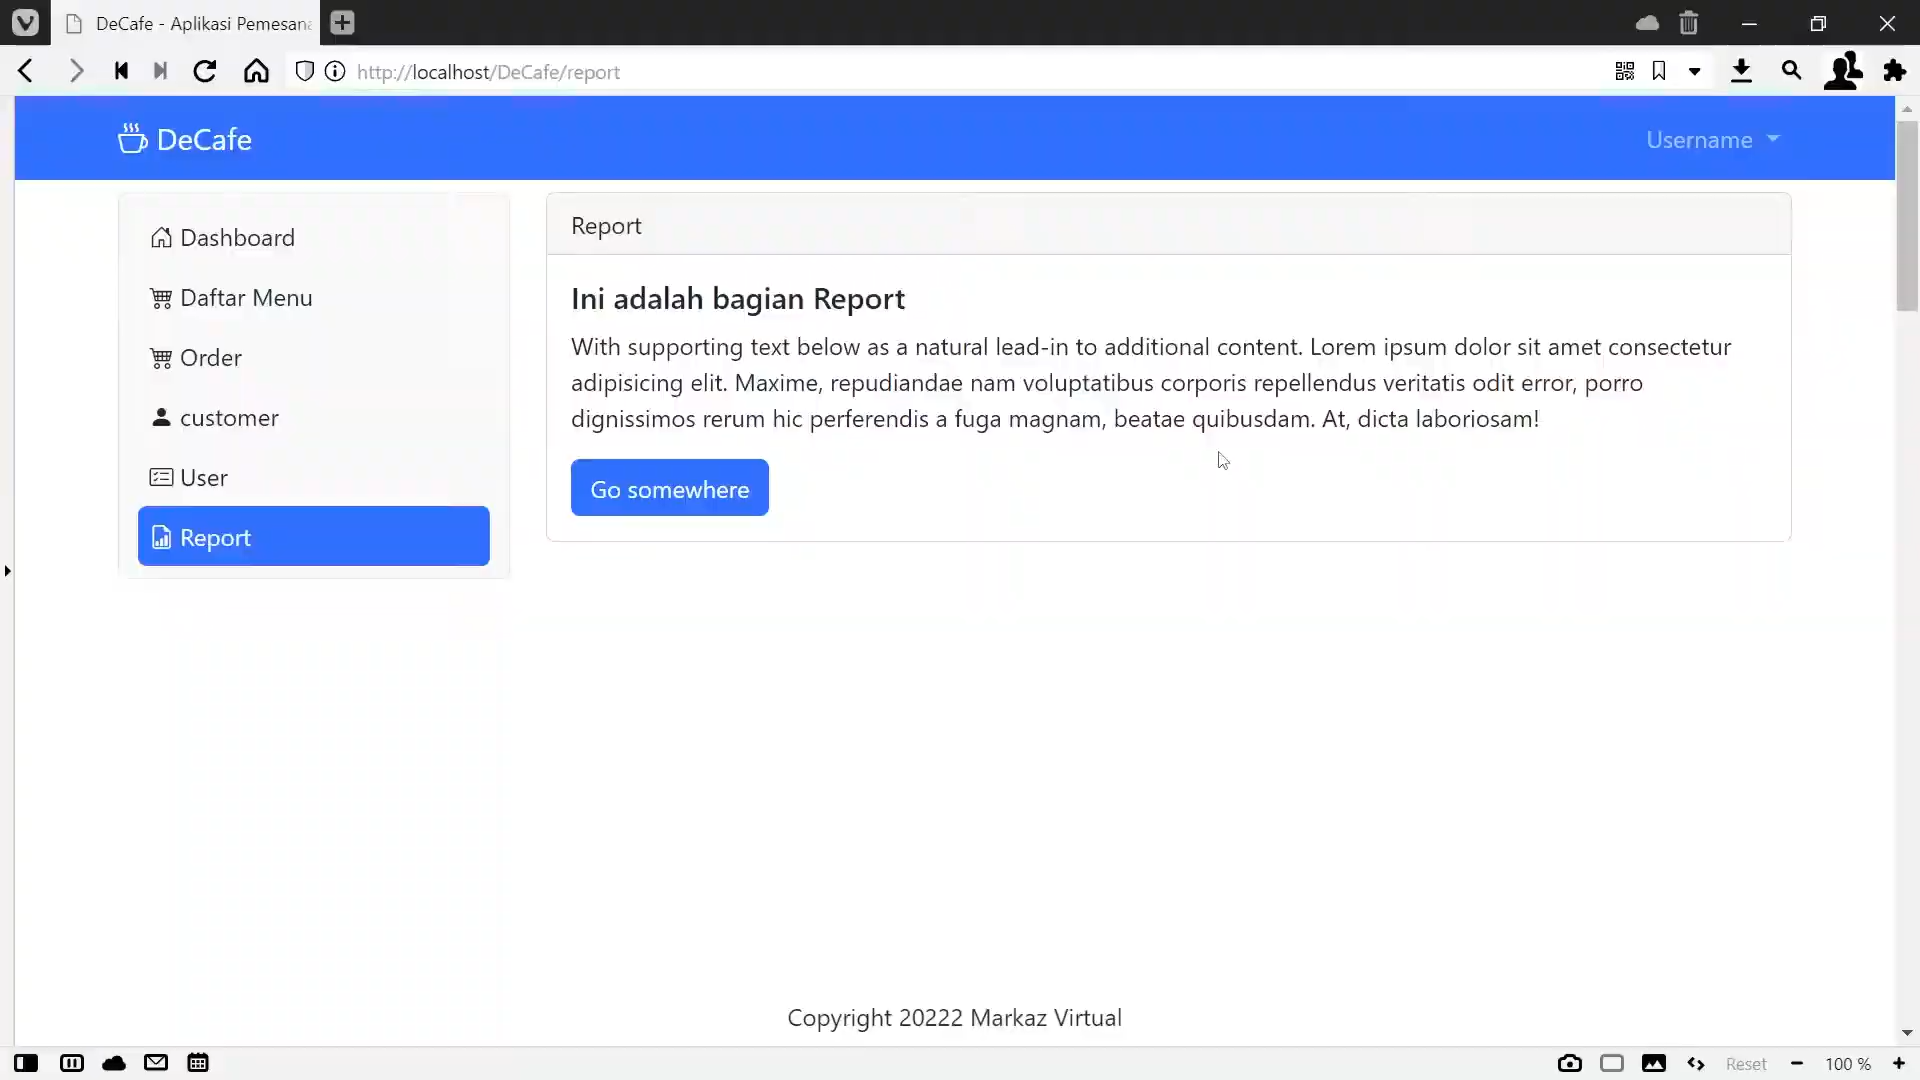 DeCafe - Aplikasi Pemesana
http://localhost/DeCafe/report
DeCafe
Username
Dashboard
Daftar Menu
Order
customer
User
Report
Report
Ini adalah bagian Report
With supporting text below as a natural lead-in to additional content. Lorem ipsum dolor sit amet consectetur
adipisicing elit. Maxime, repudiandae nam voluptatibus corporis repellendus veritatis odit error, porro
dignissimos rerum hic perferendis a fuga magnam, beatae quibusdam. At, dicta laboriosam!
Go somewhere
Copyright 20222 Markaz Virtual
Reset
100 %